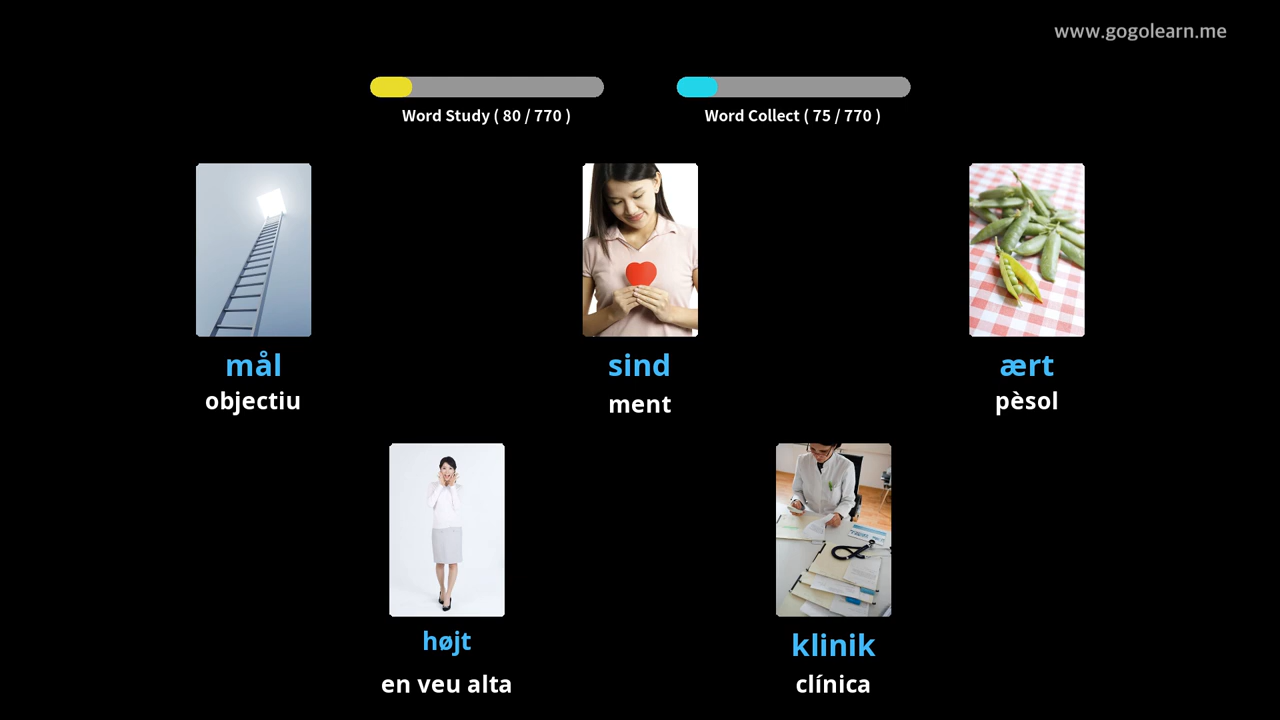 www.gogolearn.me
Word Study ( 80 / 770 )
Word Collect ( 75 / 770 )
mål
objectiu
sind
ment
ært
pèsol
højt
en veu alta
klinik
clínica